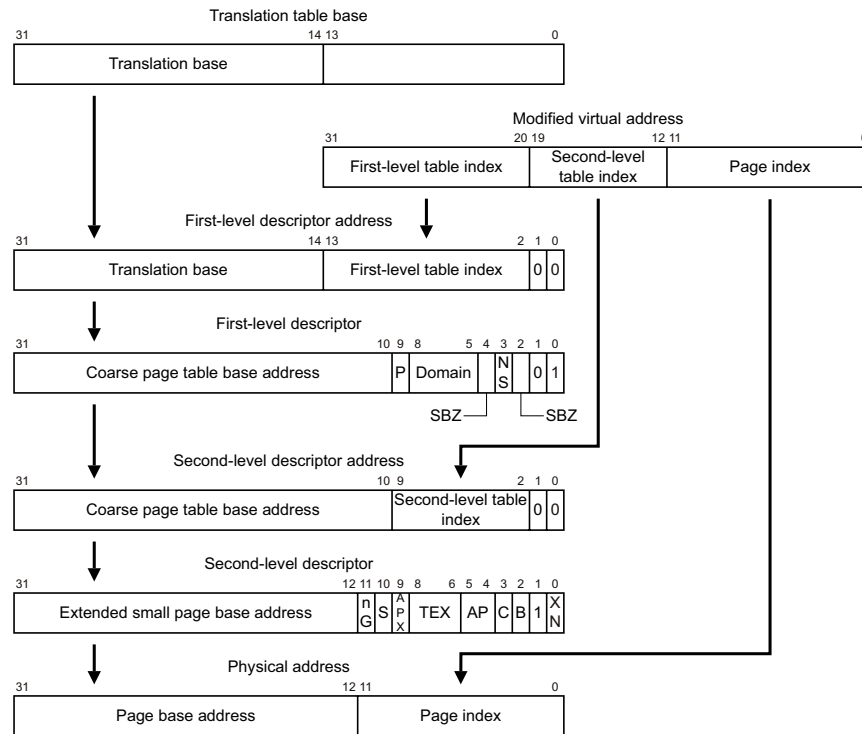 Translation table base
31 14 13 0
Translation base
Modified virtual address
31 20 19 12 11
First-level table index
Second-level
table index
Page index
First-level descriptor address
31 14 13 2 1 0
Translation base First-level table index 0 0
First-level descriptor
31 10 9 8 5 4 3 2 1 0
Coarse page table base address P Domain N
S 0 1
SBZ SBZ
Second-level descriptor address
31 10 9 2 1 0
Coarse page table base address Second-level table
index 0 0
Second-level descriptor
31 12 11 10 9 8 6 5 4 3 2 1 0
Extended small page base address n
G S A
P
X TEX AP C B 1 X
N
Physical address
31 12 11 0
Page base address Page index